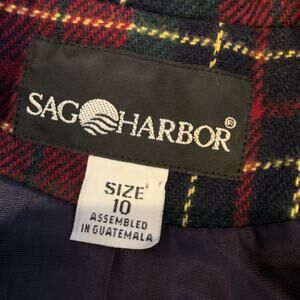 SAG HARBOR®
SIZE
10
ASSEMBLED
IN GUATEMALA